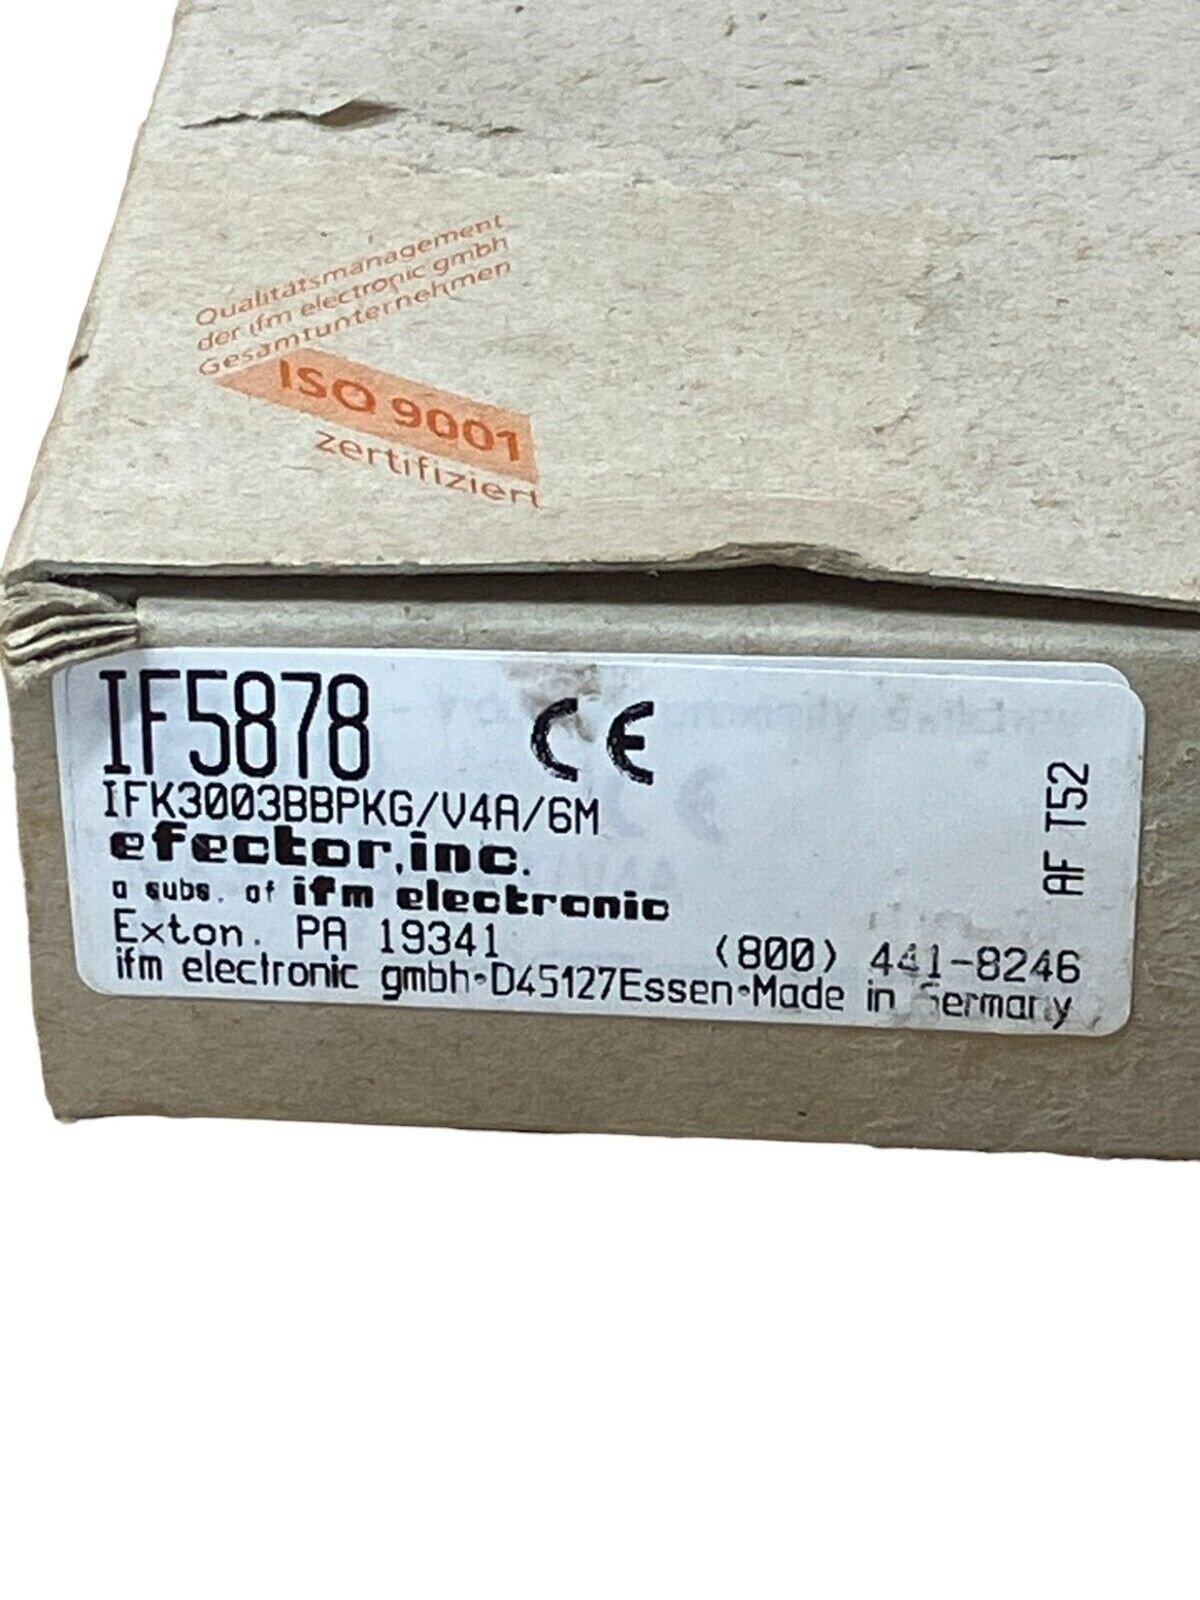 Qualitätsmanagement
der ifm electronic gmbh
Gesamtunternehmen
ISO 9001
zertifiziert
IF5878 CE
IFK3003BBPKG/V4A/6M
efector,inc.
a subs. of ifm electronic
Exton. PA 19341 (800) 441-8246
ifm electronic gmbh•D45127Essen•Made in Germany
AF T52